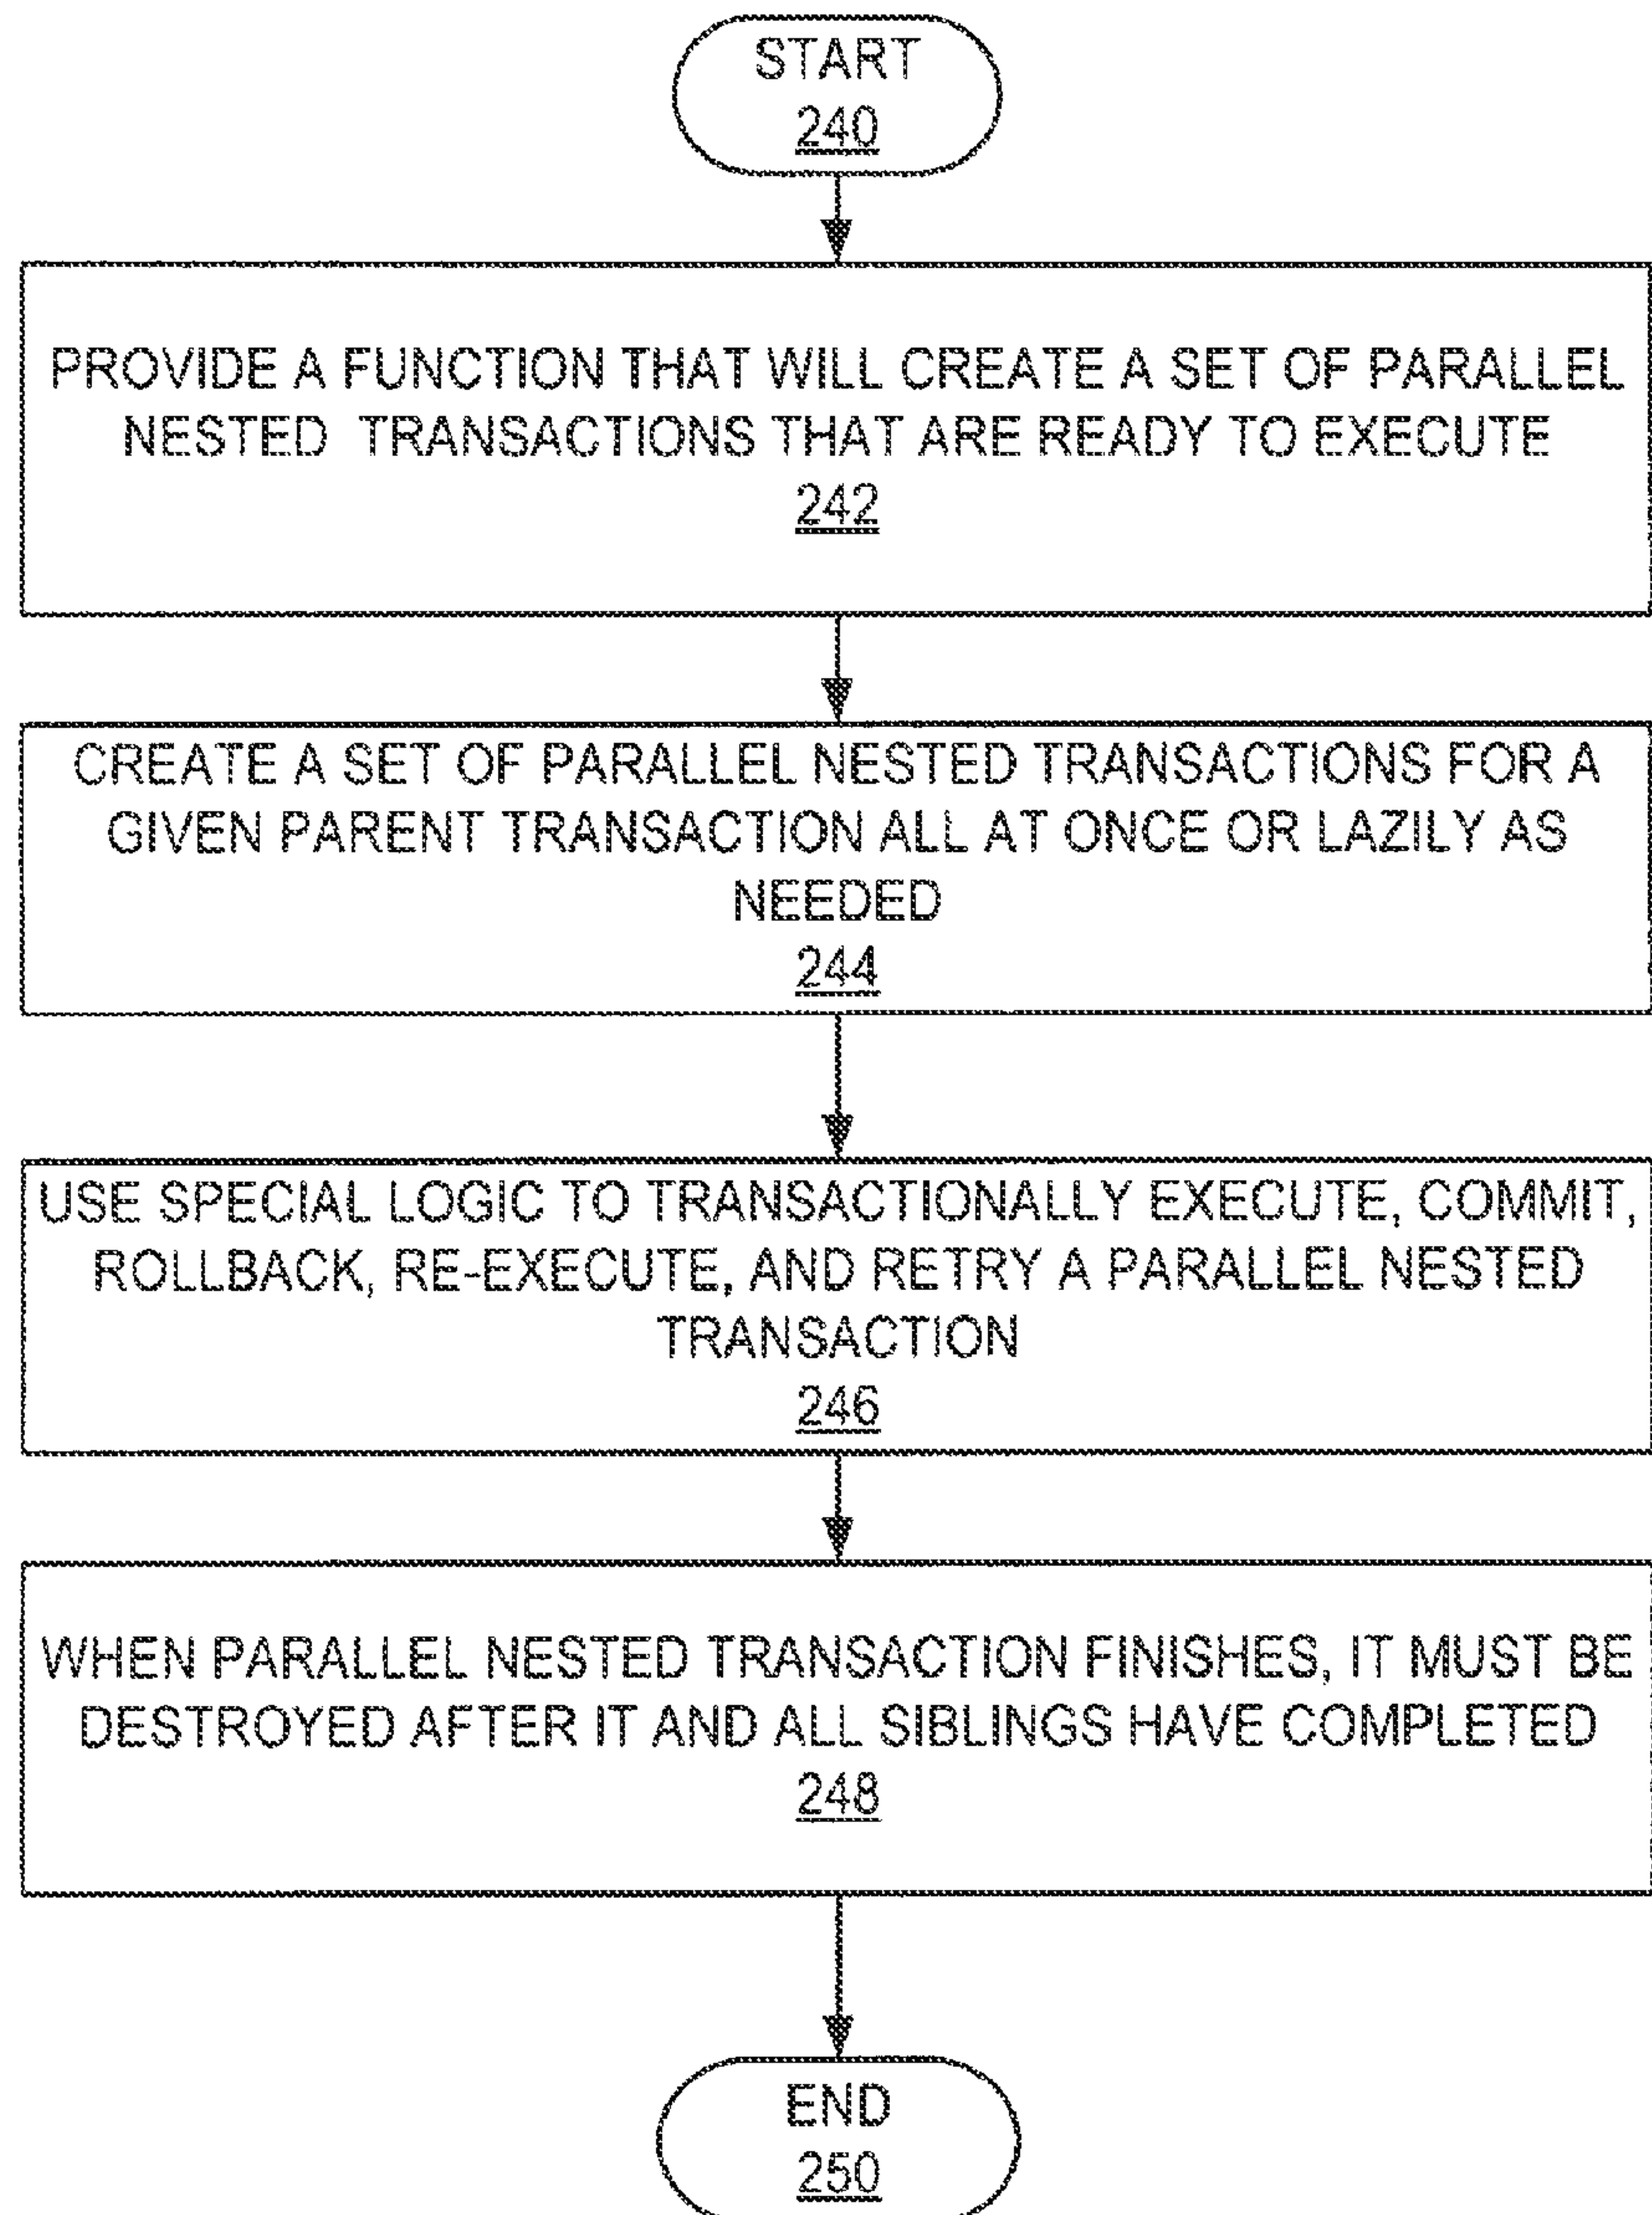 START
240
PROVIDE A FUNCTION THAT WILL CREATE A SET OF PARALLEL
NESTED TRANSACTIONS THAT ARE READY TO EXECUTE
242
CREATE A SET OF PARALLEL NESTED TRANSACTIONS FOR A
GIVEN PARENT TRANSACTION ALL AT ONCE OR LAZILY AS
NEEDED
244
USE SPECIAL LOGIC TO TRANSACTIONALLY EXECUTE, COMMIT,
ROLLBACK, RE-EXECUTE, AND RETRY A PARALLEL NESTED
TRANSACTION
246
WHEN PARALLEL NESTED TRANSACTION FINISHES, IT MUST BE
DESTROYED AFTER IT AND ALL SIBLINGS HAVE COMPLETED
248
END
250